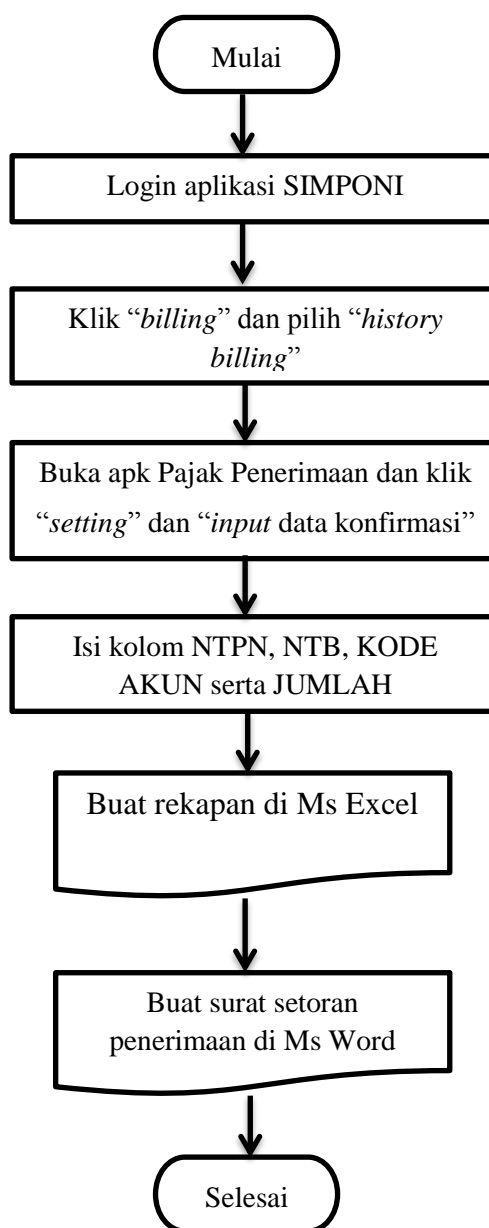 Mulai
Login aplikasi SIMPONI
Klik “billing” dan pilih “history
billing”
Buka apk Pajak Penerimaan dan klik
“setting” dan “input data konfirmasi”
Isi kolom NTPN, NTB, KODE
AKUN serta JUMLAH
Buat rekapan di Ms Excel
Buat surat setoran
penerimaan di Ms Word
Selesai